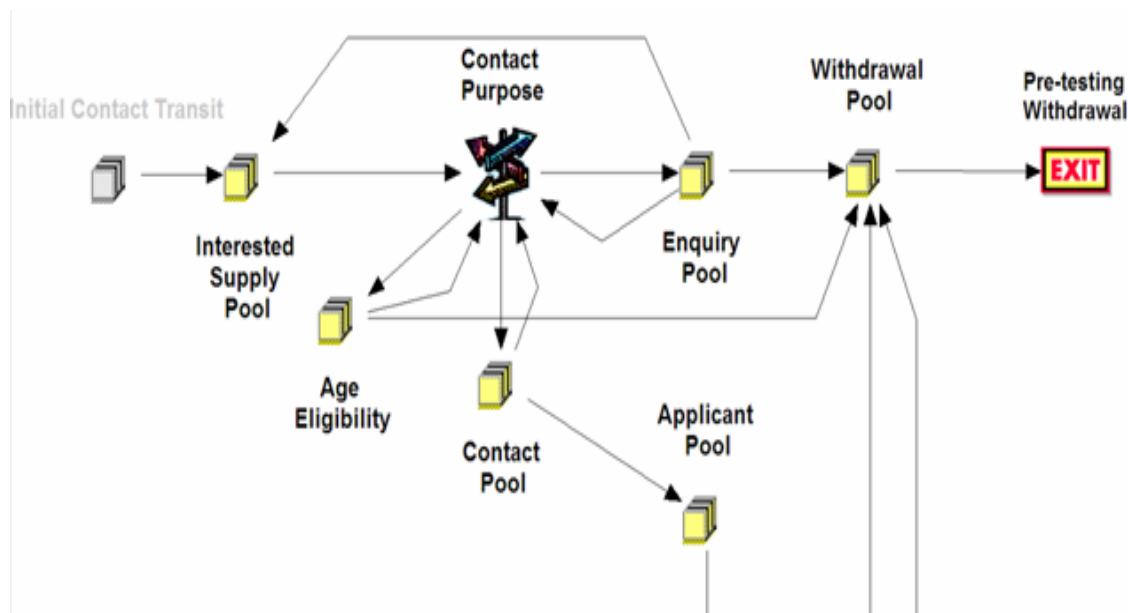 Contact
Purpose
Withdrawal
Pool
Pre-testing
Withdrawal
Initial Contact Transit
EXIT
Interested
Supply
Pool
Enquiry
Pool
Age
Eligibility
Contact
Pool
Applicant
Pool